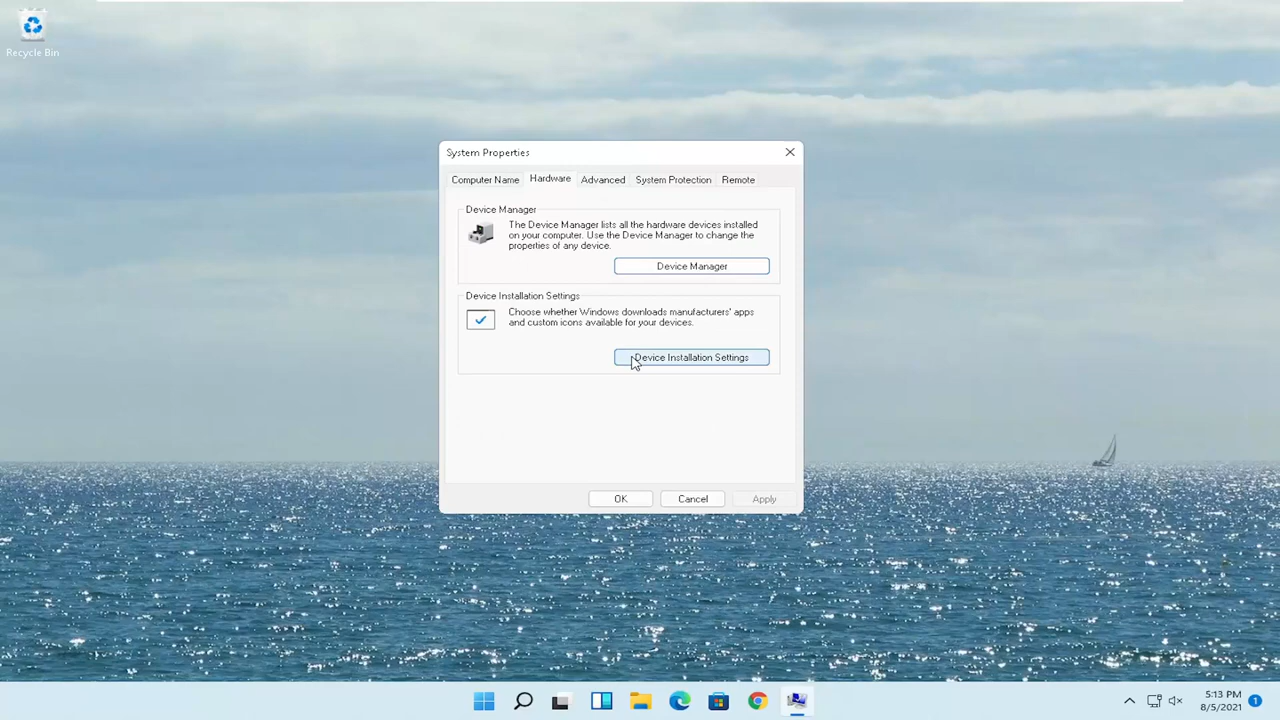 Recycle Bin
System Properties
Computer Name
Hardware
Advanced
System Protection
Remote
Device Manager
The Device Manager lists all the hardware devices installed
on your computer. Use the Device Manager to change the
properties of any device.
Device Manager
Device Installation Settings
Choose whether Windows downloads manufacturers' apps
and custom icons available for your devices.
Device Installation Settings
OK
Cancel
Apply
5:13 PM
8/5/2021
1